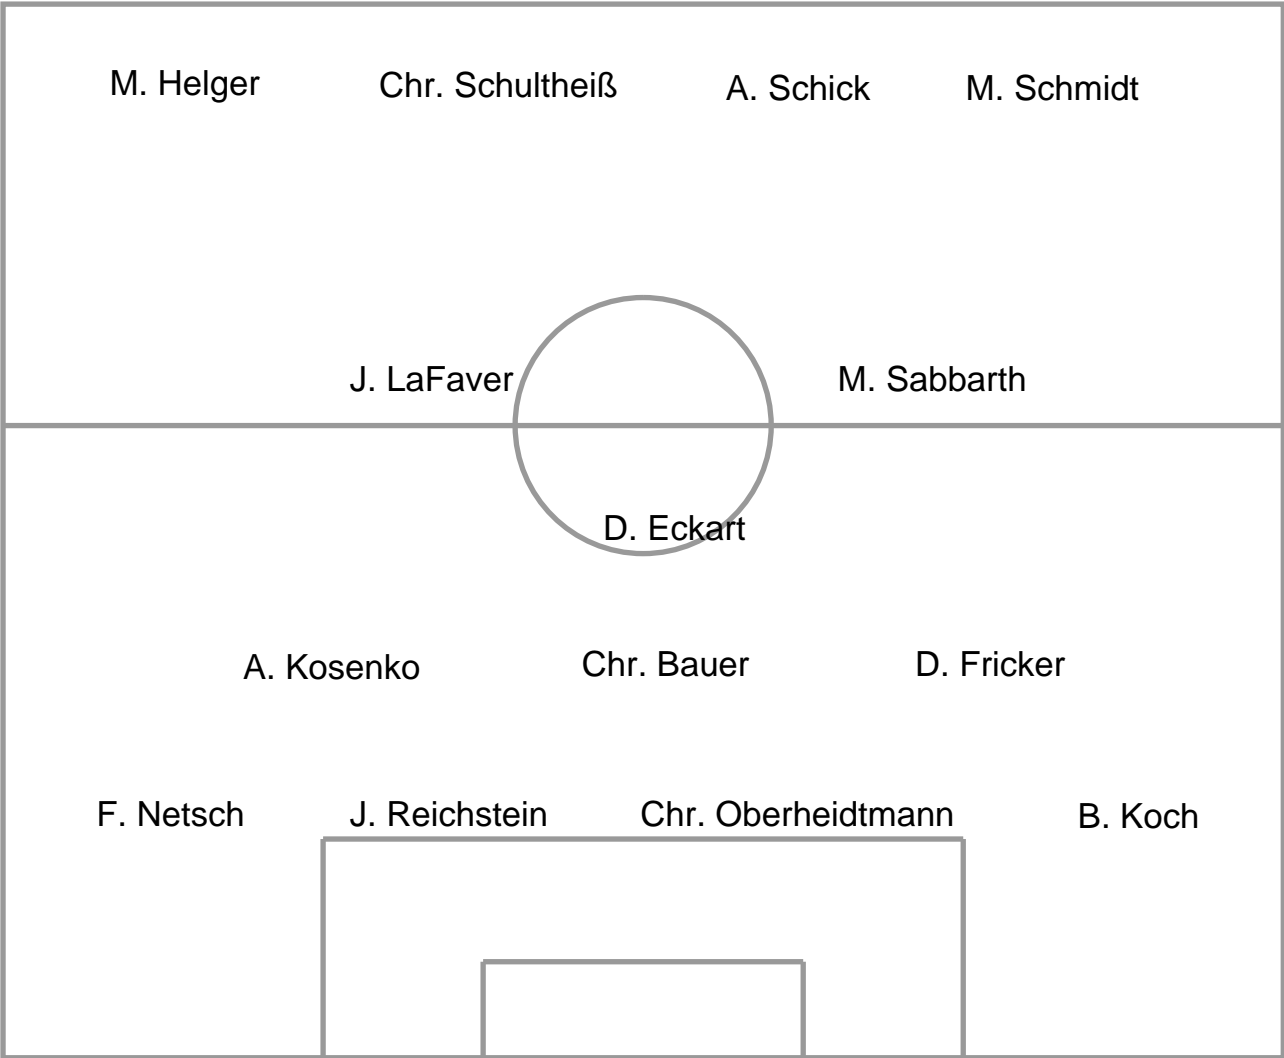 M. Helger Chr. Schultheiß A. Schick M. Schmidt
J. LaFaver M. Sabbarth
D. Eckart
A. Kosenko Chr. Bauer D. Fricker
F. Netsch J. Reichstein Chr. Oberheidtmann B. Koch